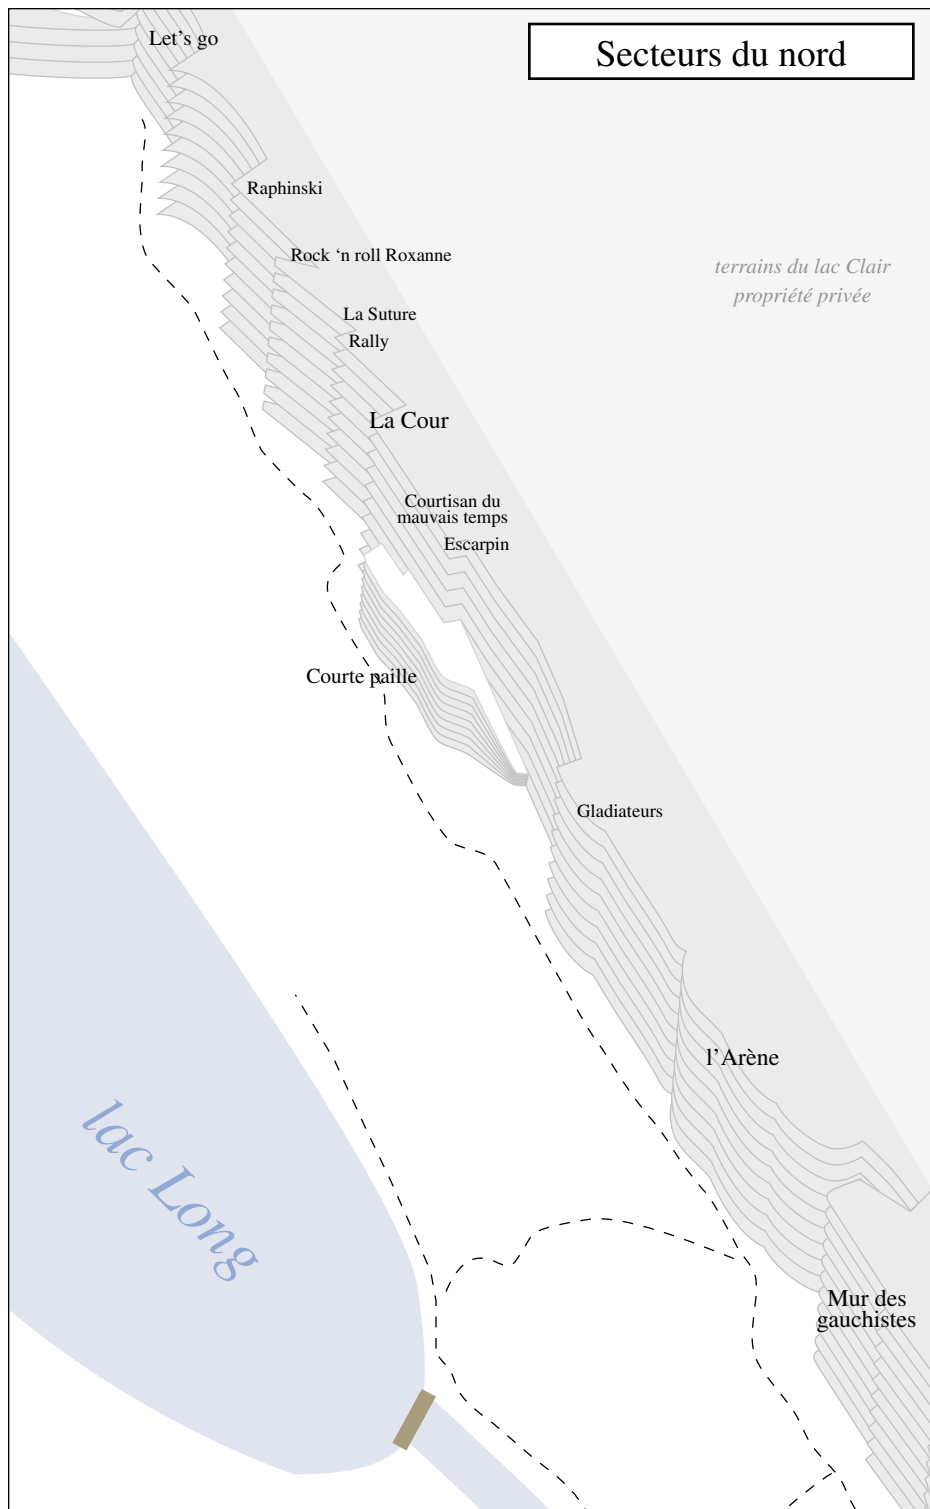 Let's go
Secteurs du nord
Raphinski
Rock ‘n roll Roxanne
terrains du lac Clair
propriété privée
La Suture
Rally
La Cour
Courtisan du
mauvais temps
Escarpin
Courte paille
Gladiateurs
l’Arène
lac Long
Mur des
gauchistes